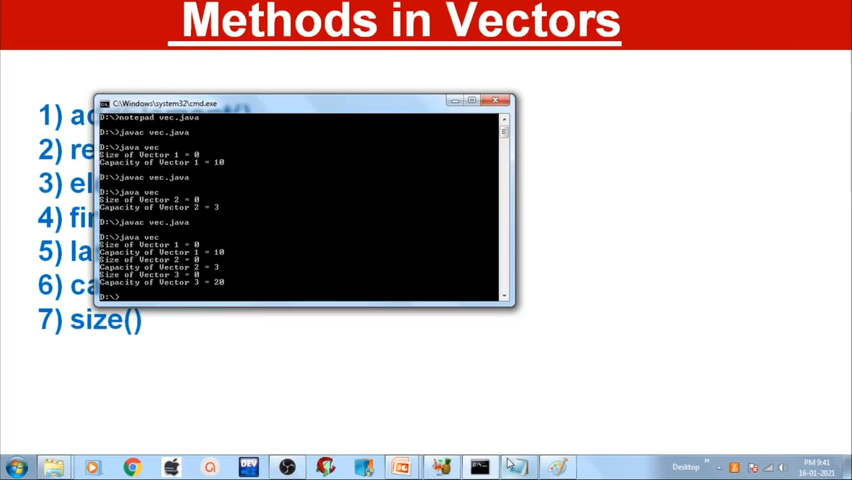 Methods in Vectors
C:\Windows\system32\cmd.exe
1) a
D:\>notepad vec.java
D:\>javac vec.java
2) re
D:\>java vec
Size of Vector 1 = 0
Capacity of Vector 1 = 10
D:\>javac vec.java
3) el
D:\>java vec
Size of Vector 2 = 0
Capacity of Vector 2 = 3
4) fir
D:\>javac vec.java
D:\>java vec
Size of Vector 1 = 0
5) la
Capacity of Vector 1 = 10
Size of Vector 2 = 0
Capacity of Vector 2 = 3
Size of Vector 3 = 0
6) ca
Capacity of Vector 3 = 20
D:\>
7) size()
DEV
Desktop
PM 9:41
16-01-2021